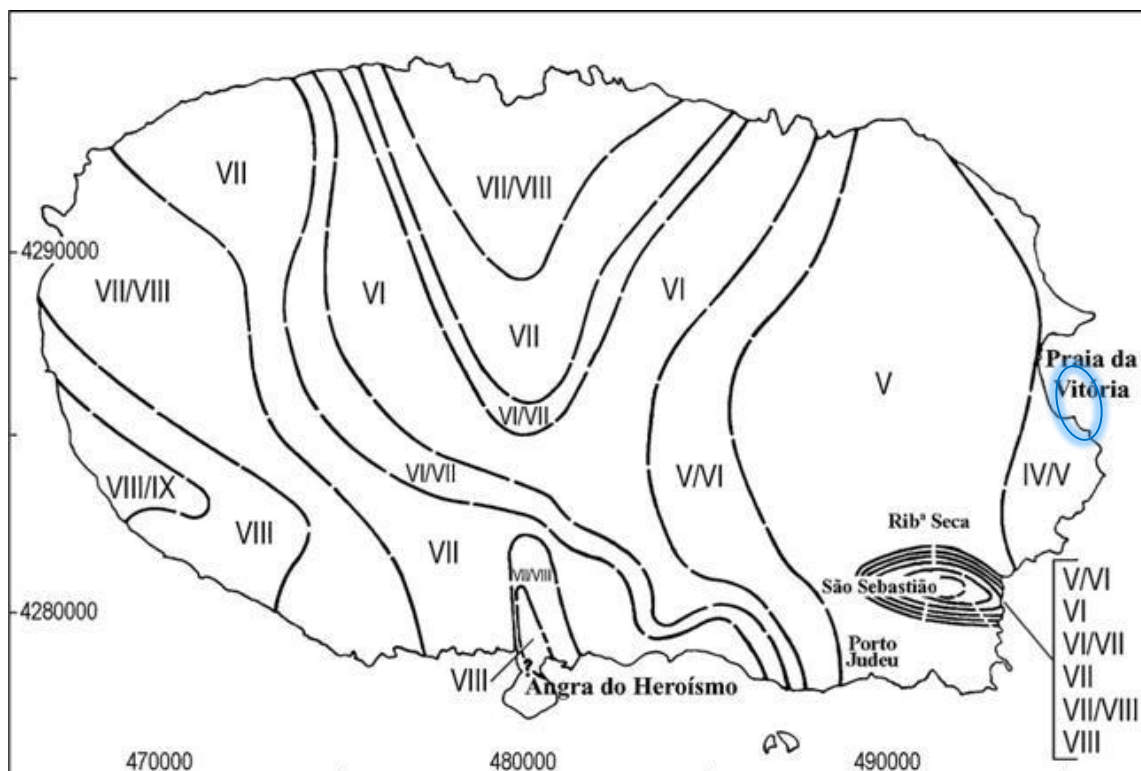 VII
VII/VIII
4290000
VII/VIII
VI
VI
VII
Praia da
Vitória
V
VI/VII
VI/VII
V/VI
IV/V
VIII/IX
VIII
VII
Ribª Seca
VII/VIII
São Sebastião
V/VI
VI
VI/VII
VII
VII/VIII
VIII
4280000
Porto
Judeu
VIII
?
Angra do Heroísmo
470000
480000
490000